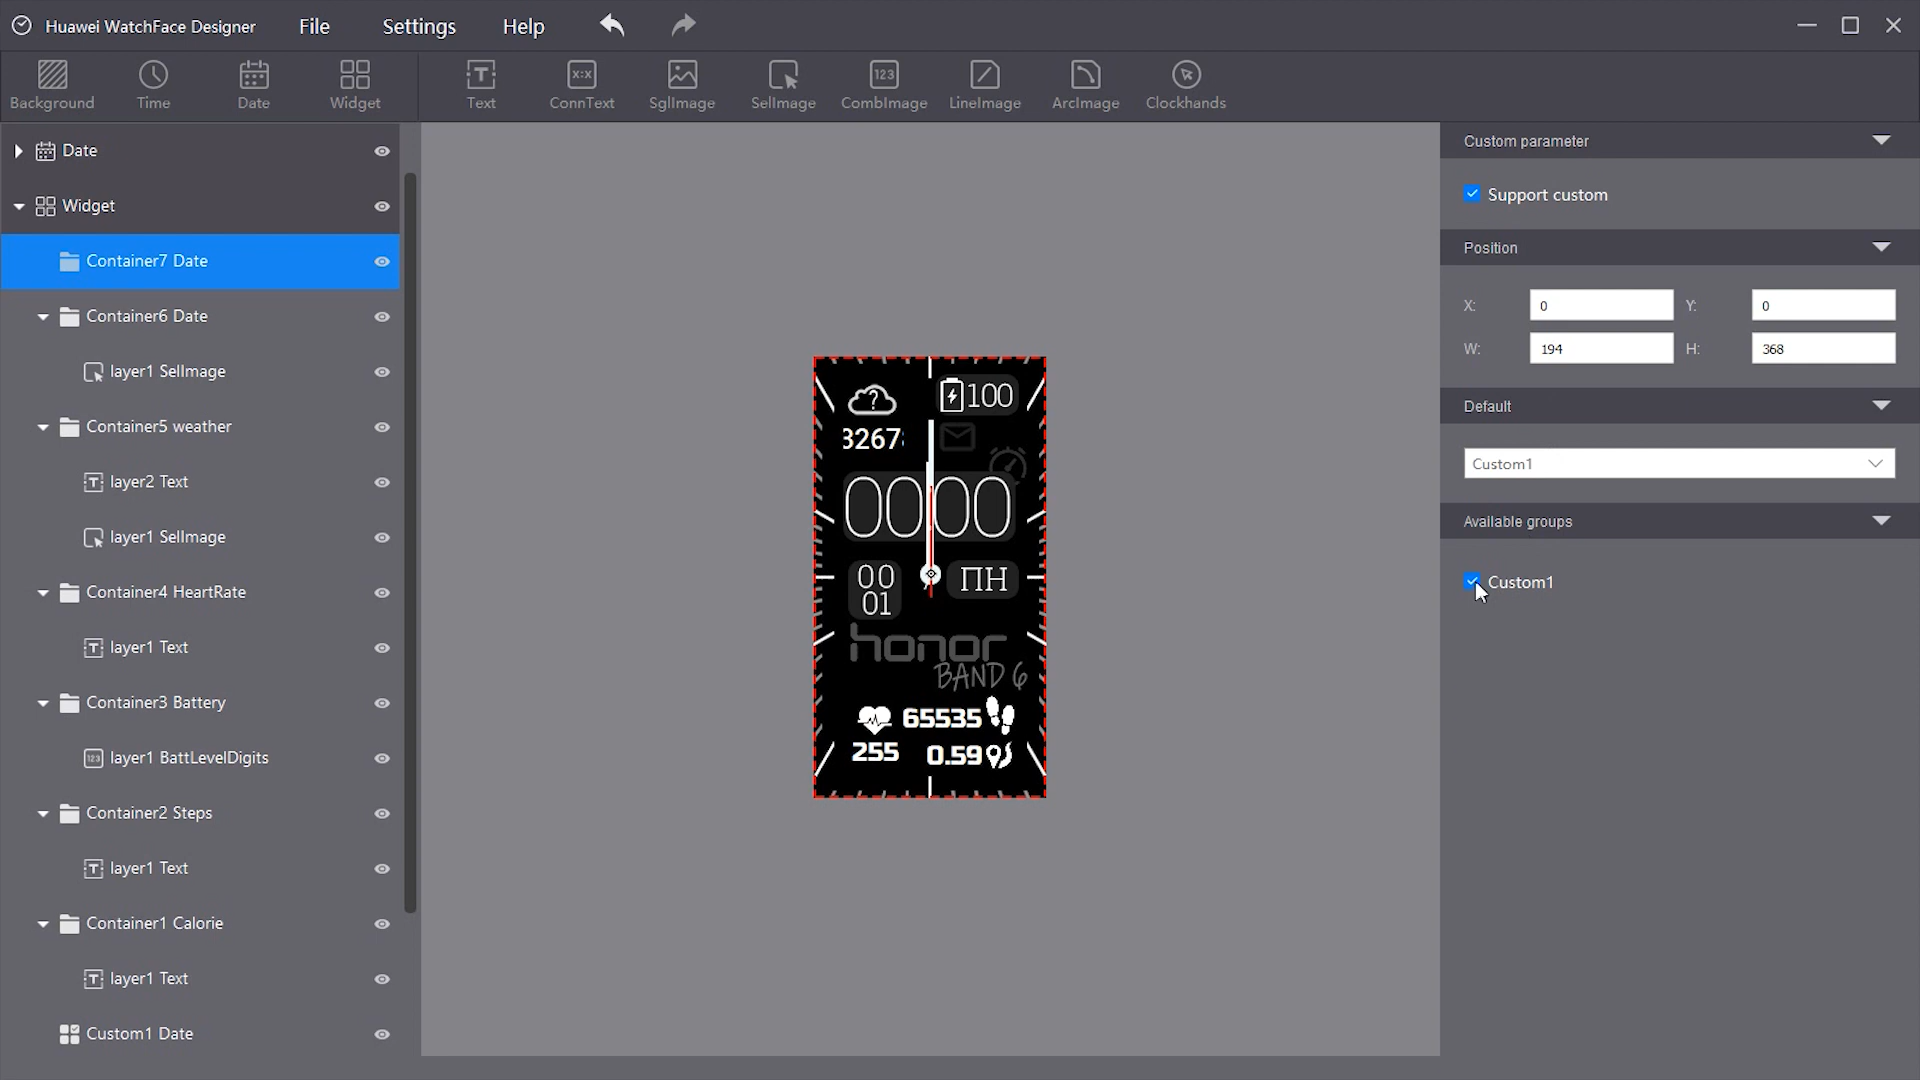 Huawei WatchFace Designer
File
Settings
Help
Background
Time
Date
Widget
Text
ConnText
SglImage
SelImage
CombImage
LineImage
ArcImage
Clockhands
Date
Widget
Container7 Date
Container6 Date
layer1 SelImage
Container5 weather
layer2 Text
layer1 SelImage
Container4 HeartRate
layer1 Text
Container3 Battery
layer1 BattLevelDigits
Container2 Steps
layer1 Text
Container1 Calorie
layer1 Text
Custom1 Date
100
3267
0000
00
01
ПН
honor
BAND 6
65535
255
0.59
Custom parameter
Support custom
Position
X: 0 Y: 0
W: 194 H: 368
Default
Custom1
Available groups
Custom1